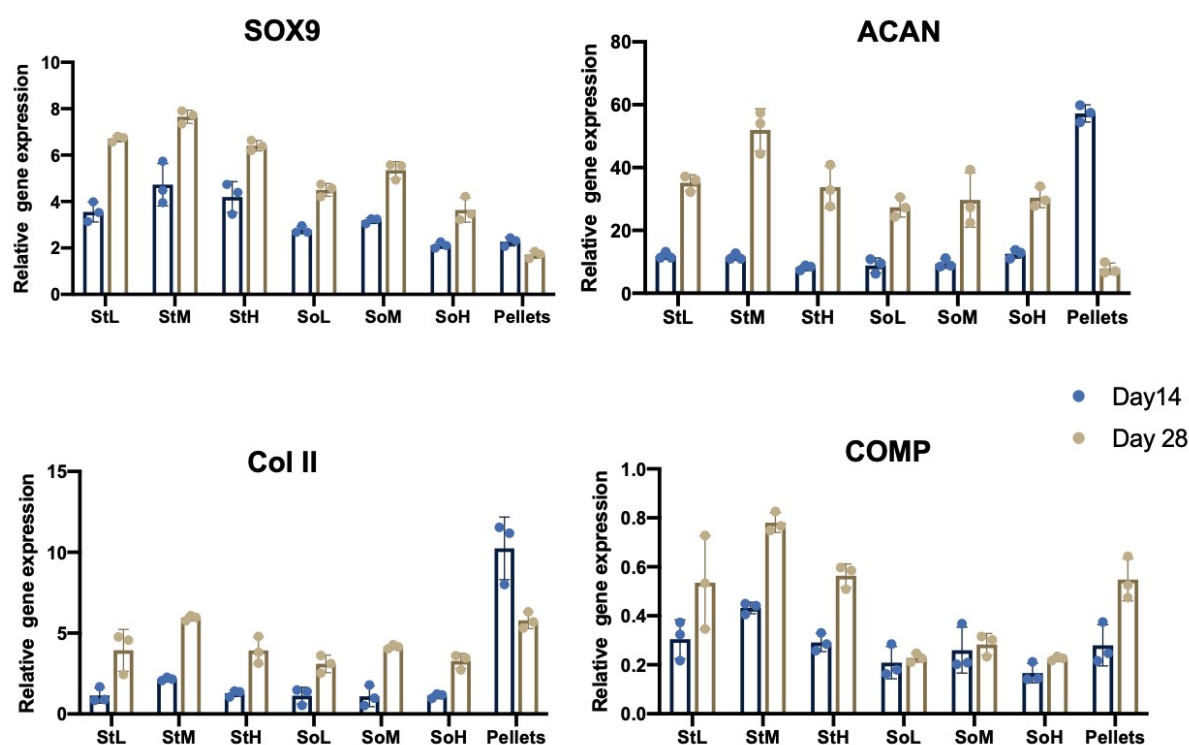 SOX9
Relative gene expression
10
8
6
4
2
0
StL StM StH SoL SoM SoH Pellets
ACAN
Relative gene expression
80
60
40
20
0
StL StM StH SoL SoM SoH Pellets
Day14
Day 28
Col II
Relative gene expression
15
10
5
0
StL StM StH SoL SoM SoH Pellets
COMP
Relative gene expression
1.0
0.8
0.6
0.4
0.2
0.0
StL StM StH SoL SoM SoH Pellets